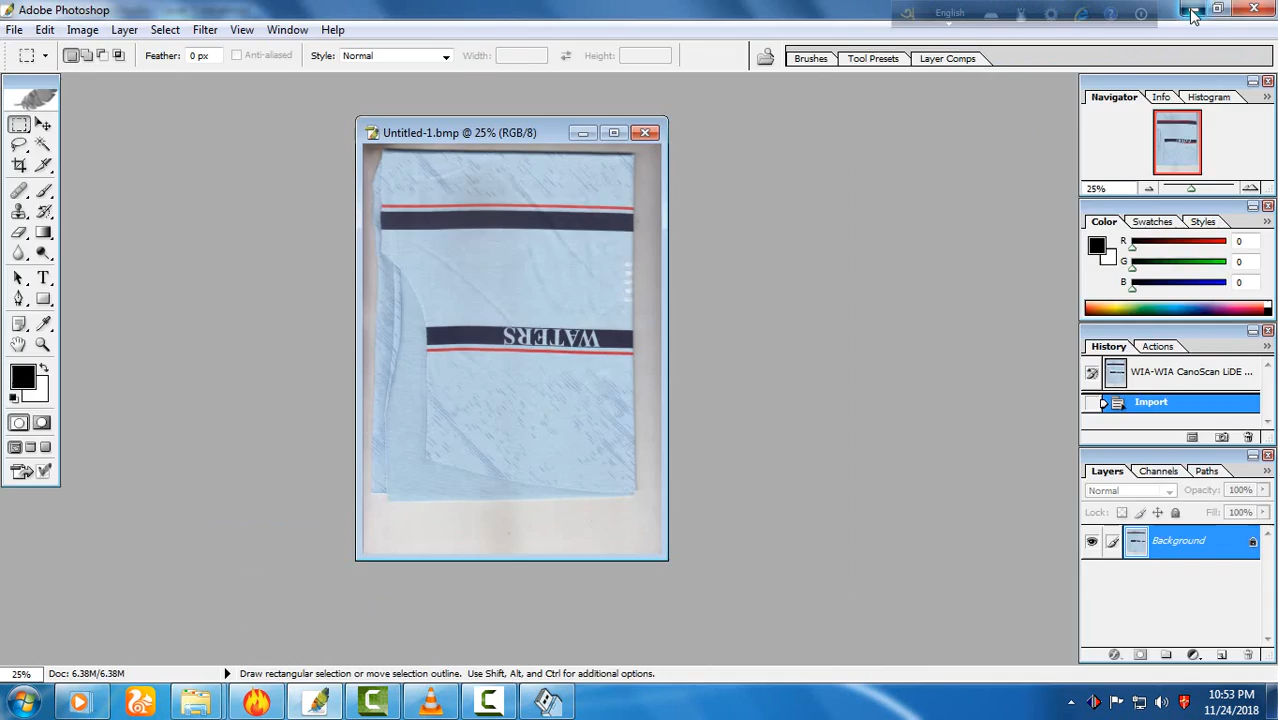 Adobe Photoshop
English
File Edit Image Layer Select Filter View Window Help
Feather: 0 px Anti-aliased Style: Normal Width: Height: Brushes Tool Presets Layer Comps
Untitled-1.bmp @ 25% (RGB/8)
WATERS
Navigator Info Histogram
25%
Color Swatches Styles
R 0
G 0
B 0
History Actions
WIA-WIA CanoScan LiDE ...
Import
Layers Channels Paths
Normal Opacity: 100%
Lock: Fill: 100%
Background
25% Doc: 6.38M/6.38M Draw rectangular selection or move selection outline. Use Shift, Alt, and Ctrl for additional options.
10:53 PM
11/24/2018